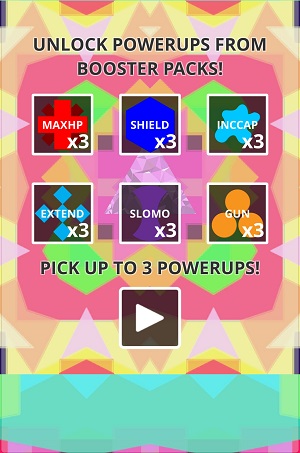 UNLOCK POWERUPS FROM
BOOSTER PACKS!
MAXHP SHIELD INCCAP
x3 x3 x3
EXTEND SLOMO GUN
x3 x3 x3
PICK UP TO 3 POWERUPS!